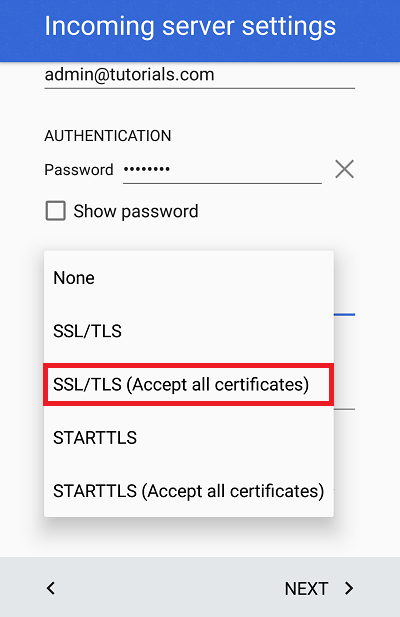 Incoming server settings
admin@tutorials.com
AUTHENTICATION
Password ••••••••
Show password
None
SSL/TLS
SSL/TLS (Accept all certificates)
STARTTLS
STARTTLS (Accept all certificates)
NEXT